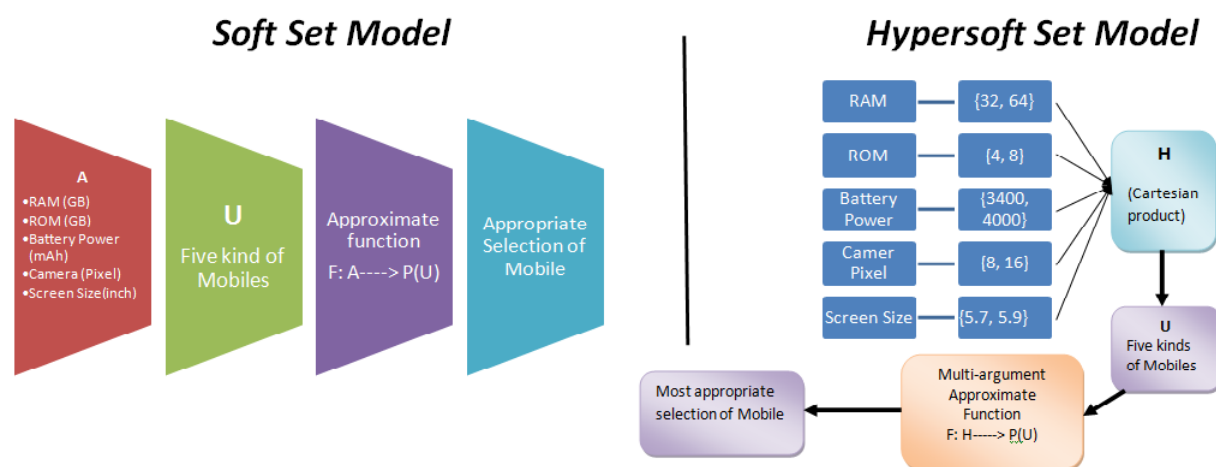 Soft Set Model
A
•RAM (GB)
•ROM (GB)
•Battery Power
(mAh)
•Camera (Pixel)
•Screen Size(inch)
U
Five kind of
Mobiles
Approximate
function
F: A----> P(U)
Appropriate
Selection of
Mobile
Hypersoft Set Model
RAM
{32, 64}
ROM
{4, 8}
Battery
Power
{3400,
4000}
Camer
Pixel
{8, 16}
Screen Size
{5.7, 5.9}
H
(Cartesian
product)
U
Five kinds
of Mobiles
Multi-argument
Approximate
Function
F: H-----> P(U)
Most appropriate
selection of Mobile